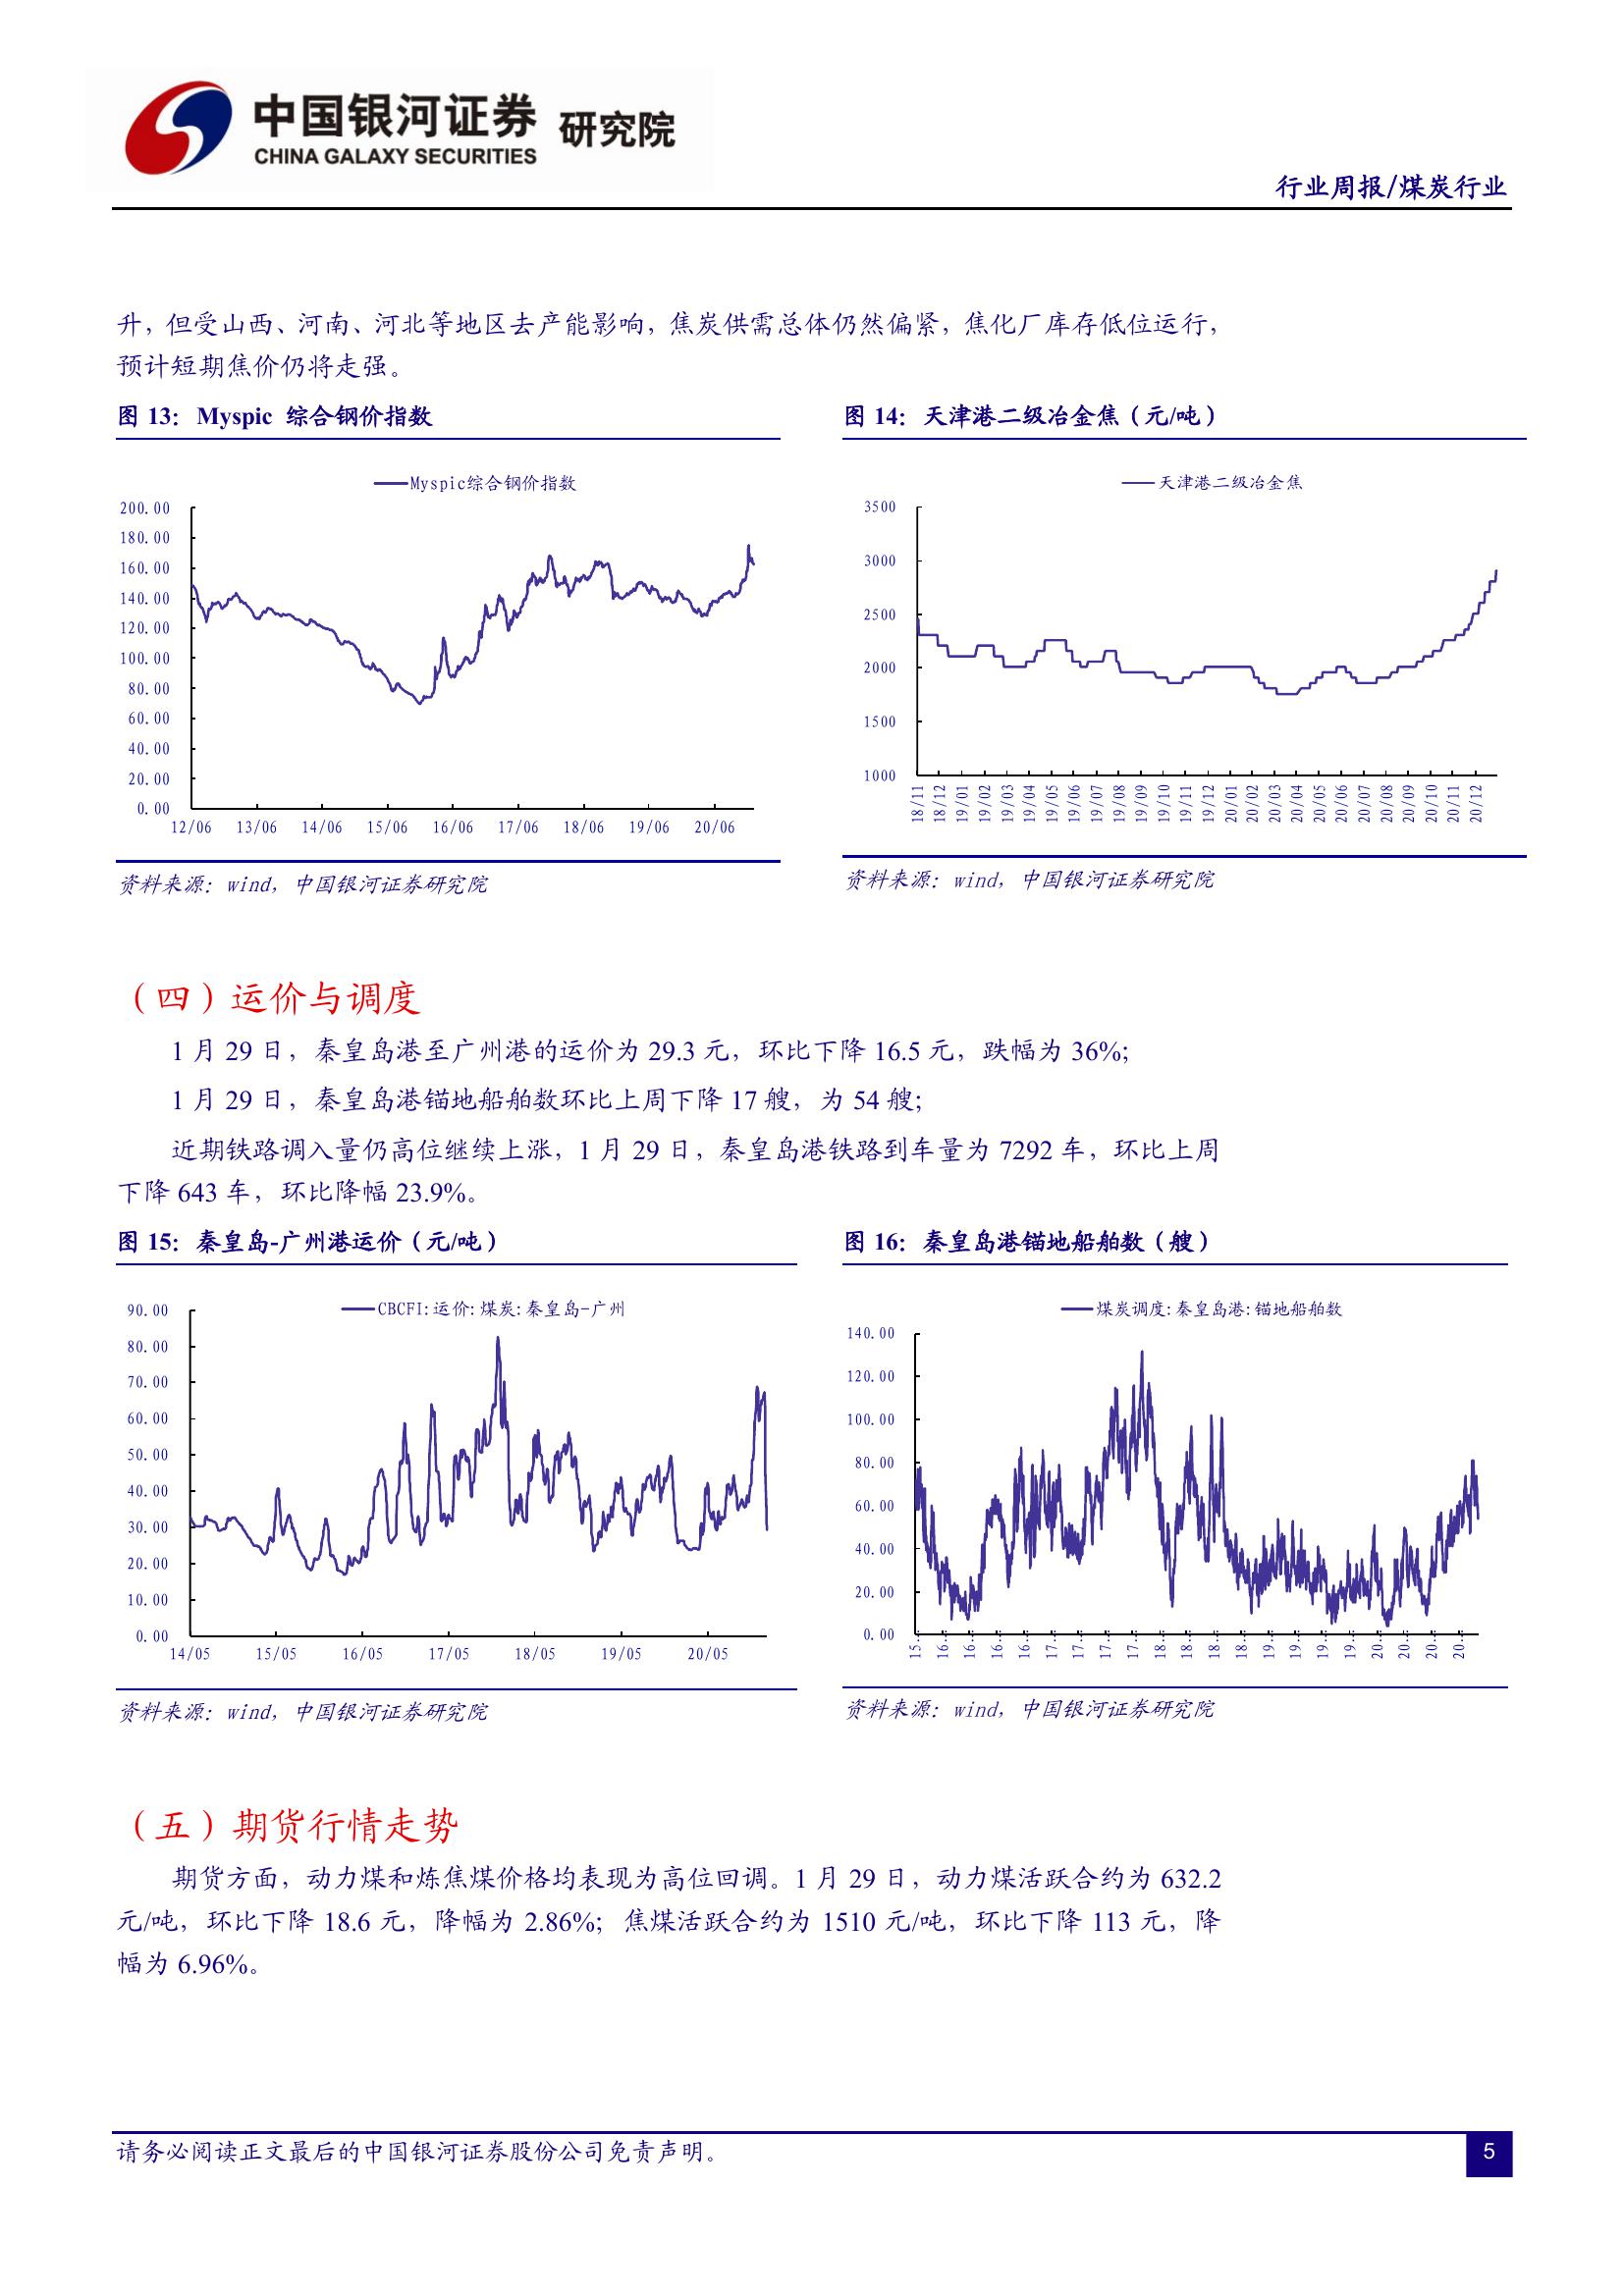 中国银河证券 研究院
CHINA GALAXY SECURITIES
行业周报/煤炭行业
升，但受山西、河南、河北等地区去产能影响，焦炭供需总体仍然偏紧，焦化厂库存低位运行，
预计短期焦价仍将走强。
图 13：Myspic 综合钢价指数
Myspic综合钢价指数
200.00
180.00
160.00
140.00
120.00
100.00
80.00
60.00
40.00
20.00
0.00
12/06 13/06 14/06 15/06 16/06 17/06 18/06 19/06 20/06
资料来源：wind，中国银河证券研究院
图 14：天津港二级冶金焦（元/吨）
天津港二级冶金焦
3500
3000
2500
2000
1500
1000
18/11 18/12 19/01 19/02 19/03 19/04 19/05 19/06 19/07 19/08 19/09 19/10 19/11 19/12 20/01 20/02 20/03 20/04 20/05 20/06 20/07 20/08 20/09 20/10 20/11 20/12
资料来源：wind，中国银河证券研究院
（四）运价与调度
1 月 29 日，秦皇岛港至广州港的运价为 29.3 元，环比下降 16.5 元，跌幅为 36%;
1 月 29 日，秦皇岛港锚地船舶数环比上周下降 17 艘，为 54 艘;
近期铁路调入量仍高位继续上涨，1 月 29 日，秦皇岛港铁路到车量为 7292 车，环比上周
下降 643 车，环比降幅 23.9%。
图 15：秦皇岛-广州港运价（元/吨）
CBCFI:运价:煤炭:秦皇岛-广州
90.00
80.00
70.00
60.00
50.00
40.00
30.00
20.00
10.00
0.00
14/05 15/05 16/05 17/05 18/05 19/05 20/05
资料来源：wind，中国银河证券研究院
图 16：秦皇岛港锚地船舶数（艘）
煤炭调度:秦皇岛港:锚地船舶数
140.00
120.00
100.00
80.00
60.00
40.00
20.00
0.00
15. 16. 16. 16. 16. 17. 17. 17. 17. 18. 18. 18. 18. 19. 19. 19. 19. 20. 20. 20. 20.
资料来源：wind，中国银河证券研究院
（五）期货行情走势
期货方面，动力煤和炼焦煤价格均表现为高位回调。1 月 29 日，动力煤活跃合约为 632.2
元/吨，环比下降 18.6 元，降幅为 2.86%；焦煤活跃合约为 1510 元/吨，环比下降 113 元，降
幅为 6.96%。
请务必阅读正文最后的中国银河证券股份公司免责声明。
5